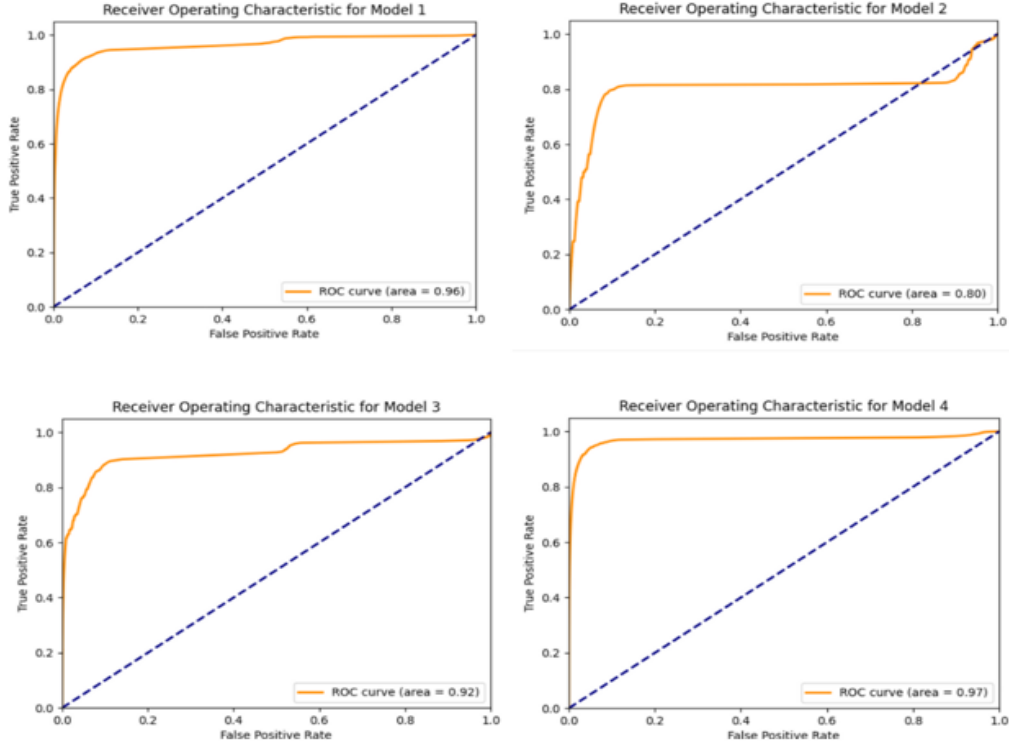 Receiver Operating Characteristic for Model 1
1.0
0.8
0.6
0.4
0.2
0.0
True Positive Rate
ROC curve (area = 0.96)
0.0 0.2 0.4 0.6 0.8 1.0
False Positive Rate
Receiver Operating Characteristic for Model 2
1.0
0.8
0.6
0.4
0.2
0.0
True Positive Rate
ROC curve (area = 0.80)
0.0 0.2 0.4 0.6 0.8 1.0
False Positive Rate
Receiver Operating Characteristic for Model 3
1.0
0.8
0.6
0.4
0.2
0.0
True Positive Rate
ROC curve (area = 0.92)
0.0 0.2 0.4 0.6 0.8 1.0
False Positive Rate
Receiver Operating Characteristic for Model 4
1.0
0.8
0.6
0.4
0.2
0.0
True Positive Rate
ROC curve (area = 0.97)
0.0 0.2 0.4 0.6 0.8 1.0
False Positive Rate